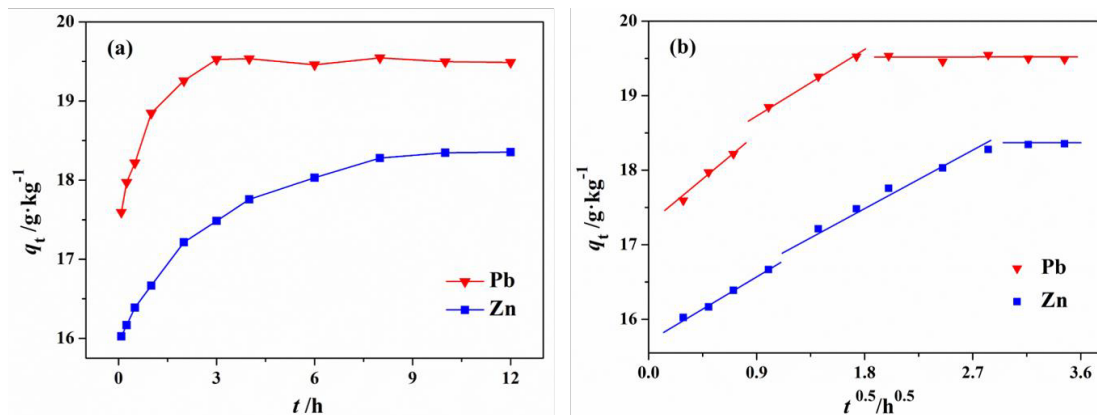 (a)
20
19
18
17
16
q_t /g·kg⁻¹
Pb
Zn
0 3 6 9 12
t/h
(b)
20
19
18
17
16
q_t /g·kg⁻¹
Pb
Zn
0.0 0.9 1.8 2.7 3.6
t^0.5/h^0.5